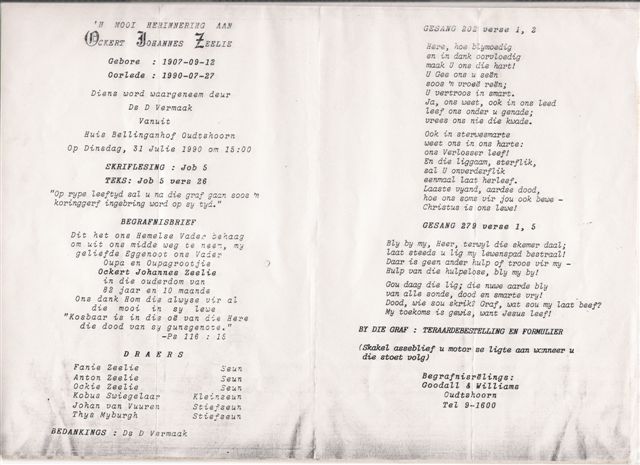 'N MOOI HERINNERING AAN
OCKERT JOHANNES ZEELIE
Gebore : 1907-09-12
Oorlede : 1990-07-27
Diens word waargeneem deur
Ds D Vermaak
Vanuit
Huis Bellinganhof Oudtshoorn
Op Dinsdag, 31 Julie 1990 om 15:00
SKRIFLESING : Job 5
TEKS: Job 5 vers 26
"Op rype leeftyd sal u na die graf gaan soos 'n
koringgerf ingebring word op sy tyd."
BEGRAFNISBRIEF
Dit het ons Hemelse Vader behaag
om uit ons midde weg te neem, my
geliefde Eggenoot ons Vader
Oupa en Oupagrootjie
Ockert Johannes Zeelie
in die ouderdom van
82 jaar en 10 maande
Ons dank Hom die alwyse vir al
die mooi in sy lewe
"Kosbaar is in die oë van die Here
die dood van sy gunsgenote."
-Ps 116 : 15
DRAERS
Fanie Zeelie Seun
Anton Zeelie Seun
Ockie Zeelie Seun
Kobus Swiegelaar Kleinseun
Johan van Vuuren Stiefseun
Thys Myburgh Stiefseun
BEDANKINGS : Ds D Vermaak
GESANG 202 verse 1, 2
Here, hoe blymoedig
en in dank oorvloedig
maak U ons die hart!
U Gee ons u seën
soos 'n vroeë reën;
U vertroos in smart.
Ja, ons weet, ook in ons leed
leef ons onder u genade;
vrees ons nie die kwade.
Ook in sterwesmarte
weet ons in ons harte:
ons Verlosser leef!
En die liggaam, sterflik,
sal U onverderflik
eenmaal laat herleef.
Laaste vyand, aardse dood,
hoe ons soms vir jou ook bewe -
Christus is ons lewe!
GESANG 279 verse 1, 5
Bly by my, Heer, terwyl die skemer daal;
laat steeds u lig my lewenspad bestraal!
Daar is geen ander hulp of troos vir my -
Hulp van die hulpelose, bly my by!
Gou daag die lig; die nuwe aarde bly
van alle sonde, dood en smarte vry!
Dood, wie sou skrik? Graf, wat sou my laat beef?
My toekoms is gewis, want Jesus leef!
BY DIE GRAF : TERAARDEBESTELLING EN FORMULIER
(Skakel asseblief u motor se ligte aan wanneer u
die stoet volg)
Begrafnisreëlings:
Goodall & Williams
Oudtshoorn
Tel 9-1600